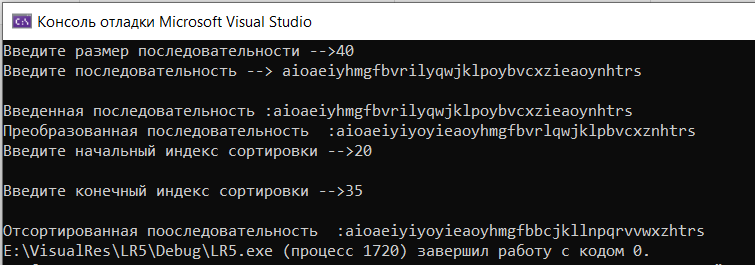 Консоль отладки Microsoft Visual Studio
Введите размер последовательности -->40
Введите последовательность --> aioaeiyhmgfbvrilyqwjklpoybvcxzieaoynhtrs
Введенная последовательность :aioaeiyhmgfbvrilyqwjklpoybvcxzieaoynhtrs
Преобразованная последовательность  :aioaeiyiyoyieaoyhmgfbvrlqwjklpbvcxznhtrs
Введите начальный индекс сортировки -->20
Введите конечный индекс сортировки -->35
Отсортированная пооследовательность  :aioaeiyiyoyieaoyhmgfbbcjkllnpqrvvwxzhtrs
E:\VisualRes\LR5\Debug\LR5.exe (процесс 1720) завершил работу с кодом 0.